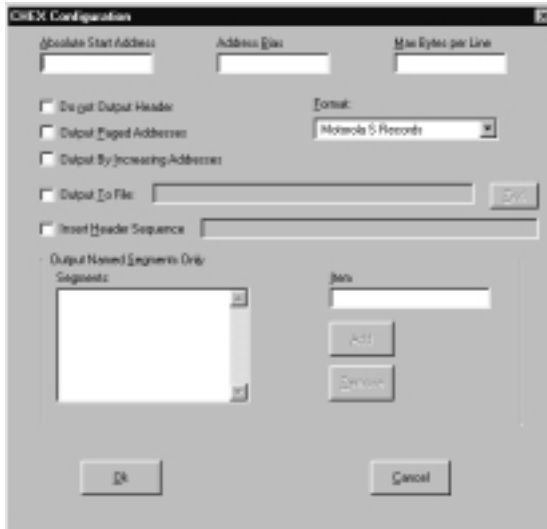 CHEX Configuration
Absolute Start Address
Address Bias
Max Bytes per Line
Do not Output Header
Format:
Output Paged Addresses
Motorola S Records
Output By Increasing Addresses
Output To File:
Insert Header Sequence
Output Named Segments Only
Segments
Item
Add
Remove
Ok
Cancel